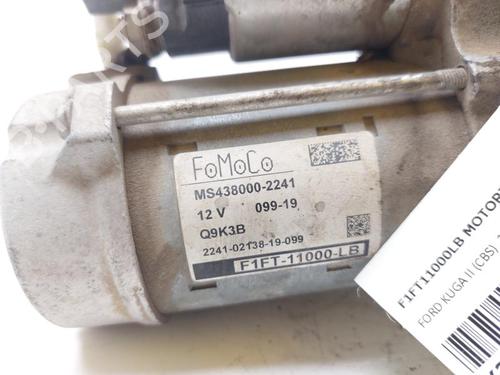 FoMoCo
MS438000-2241
12 V 099-19
Q9K3B
2241-02138-19-099
F1FT-11000-LB
F1FT11000LB MOTOR
FORD KUGA II (CBS)